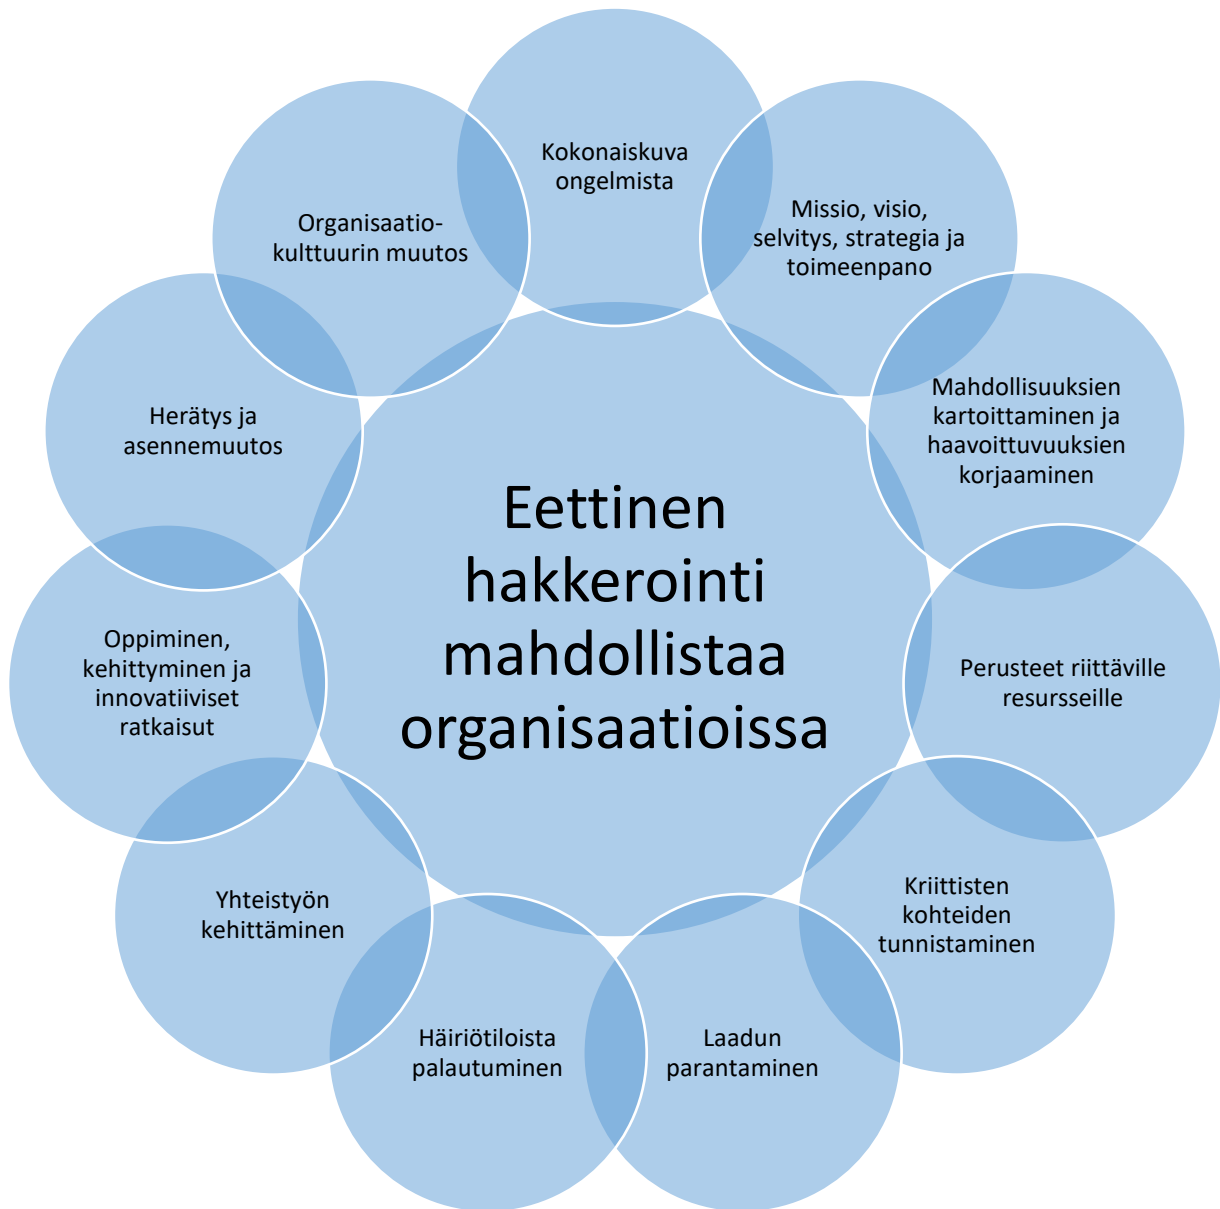 Kokonaiskuva
ongelmista
Missio, visio,
selvitys, strategia ja
toimeenpano
Mahdollisuuksien
kartoittaminen ja
haavoittuvuuksien
korjaaminen
Perusteet riittäville
resursseille
Kriittisten
kohteiden
tunnistaminen
Laadun
parantaminen
Häiriötiloista
palautuminen
Yhteistyön
kehittäminen
Oppiminen,
kehittyminen ja
innovatiiviset
ratkaisut
Herätys ja
asennemuutos
Organisaatio-
kulttuurin muutos
Eettinen
hakkerointi
mahdollistaa
organisaatioissa